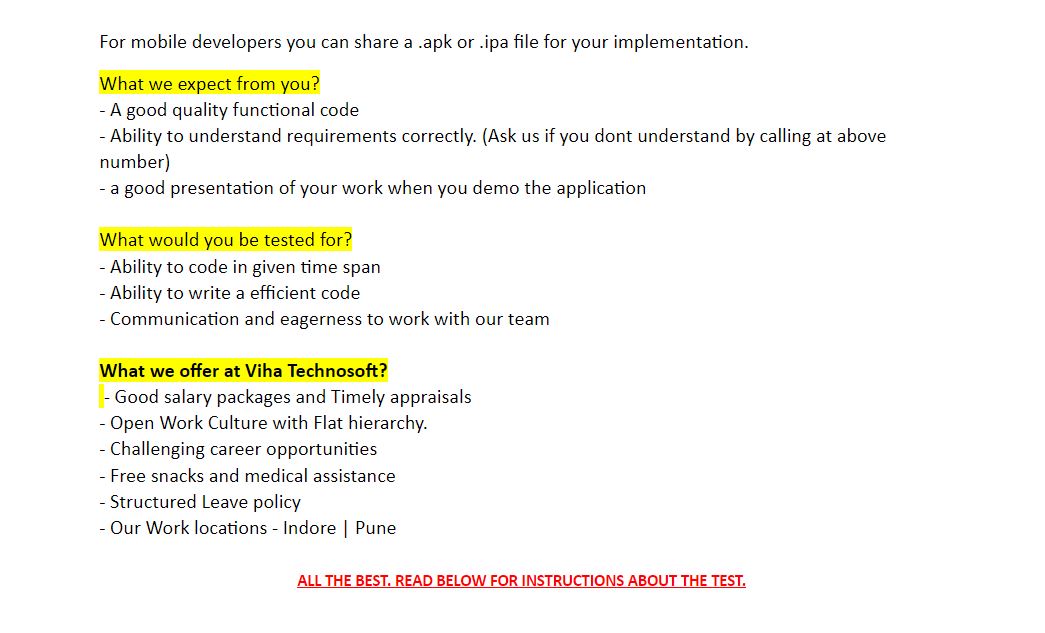 For mobile developers you can share a .apk or .ipa file for your implementation.
What we expect from you?
- A good quality functional code
- Ability to understand requirements correctly. (Ask us if you dont understand by calling at above
number)
- a good presentation of your work when you demo the application
What would you be tested for?
- Ability to code in given time span
- Ability to write a efficient code
- Communication and eagerness to work with our team
What we offer at Viha Technosoft?
- Good salary packages and Timely appraisals
- Open Work Culture with Flat hierarchy.
- Challenging career opportunities
- Free snacks and medical assistance
- Structured Leave policy
- Our Work locations - Indore | Pune
ALL THE BEST. READ BELOW FOR INSTRUCTIONS ABOUT THE TEST.